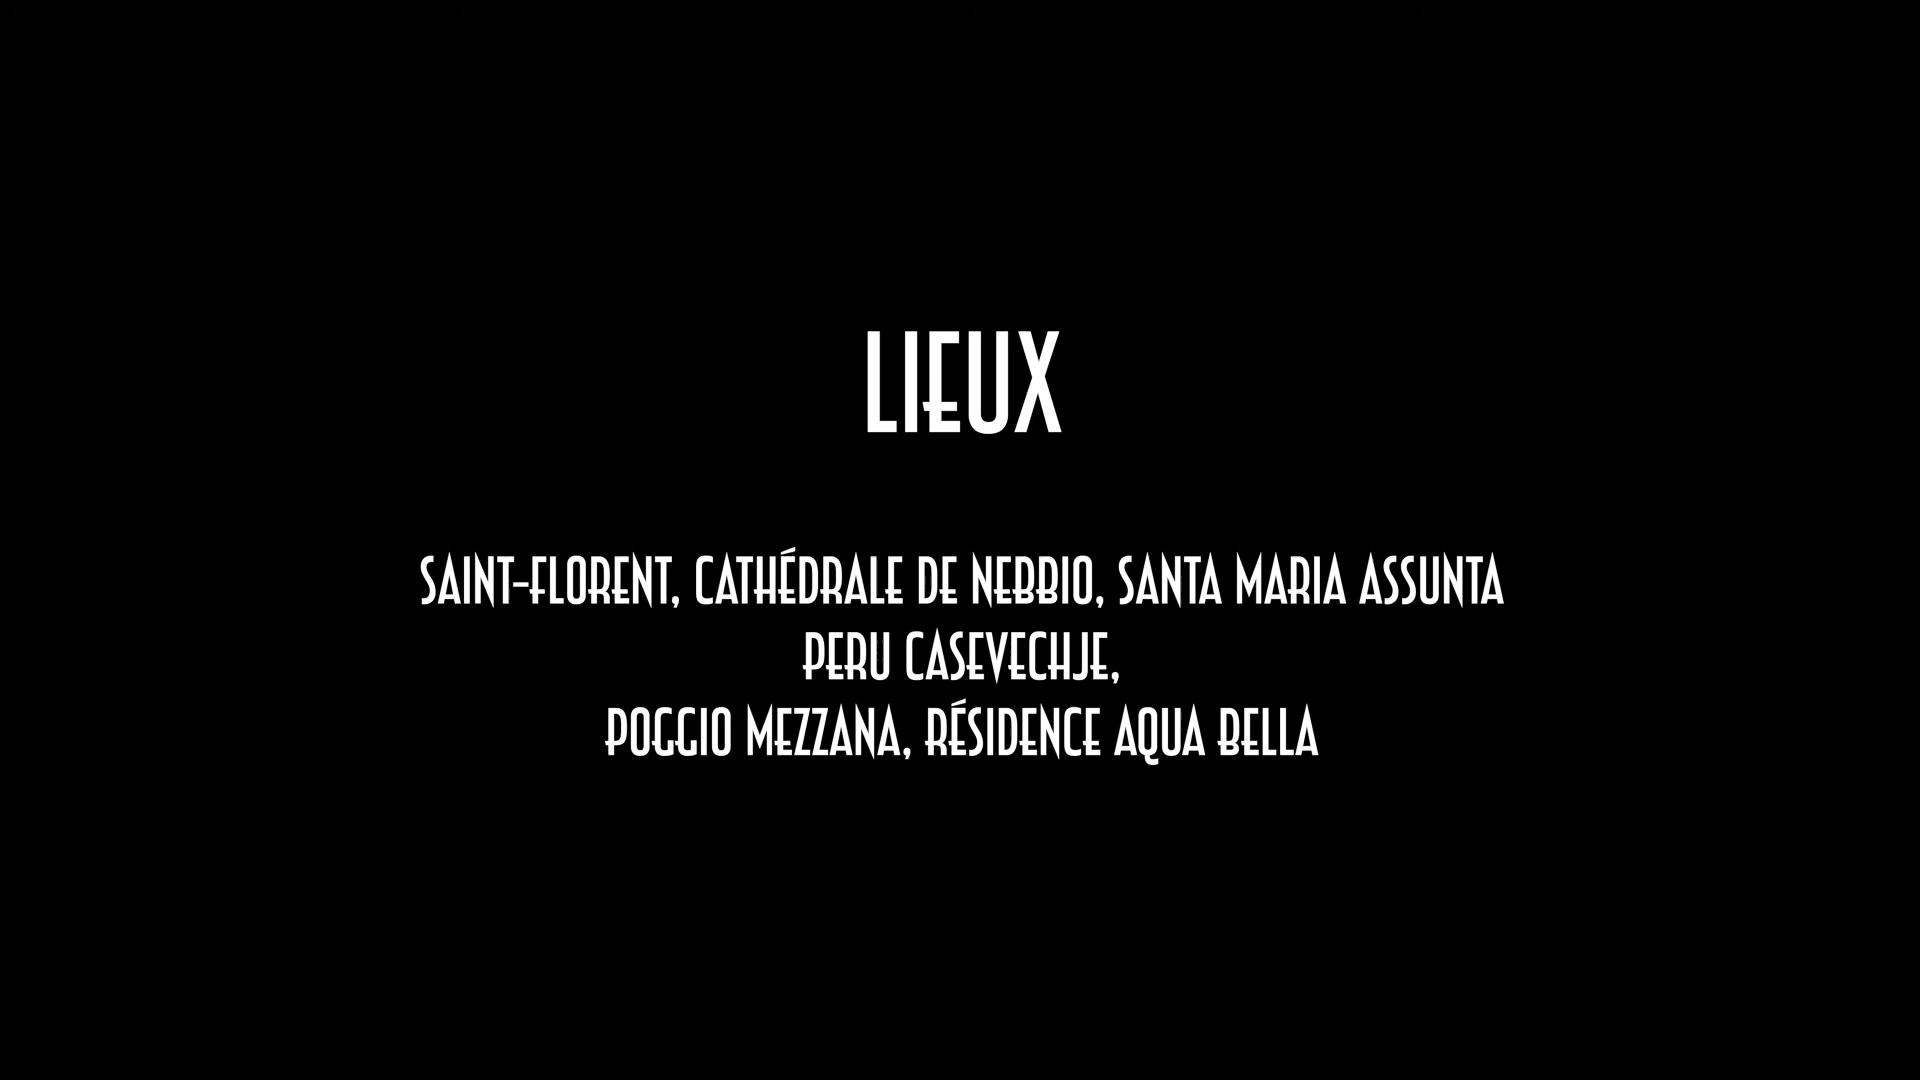 LIEUX
SAINT-FLORENT, CATHÉDRALE DE NEBBIO, SANTA MARIA ASSUNTA
PERU CASEVECHJE,
POGGIO MEZZANA, RÉSIDENCE AQUA BELLA